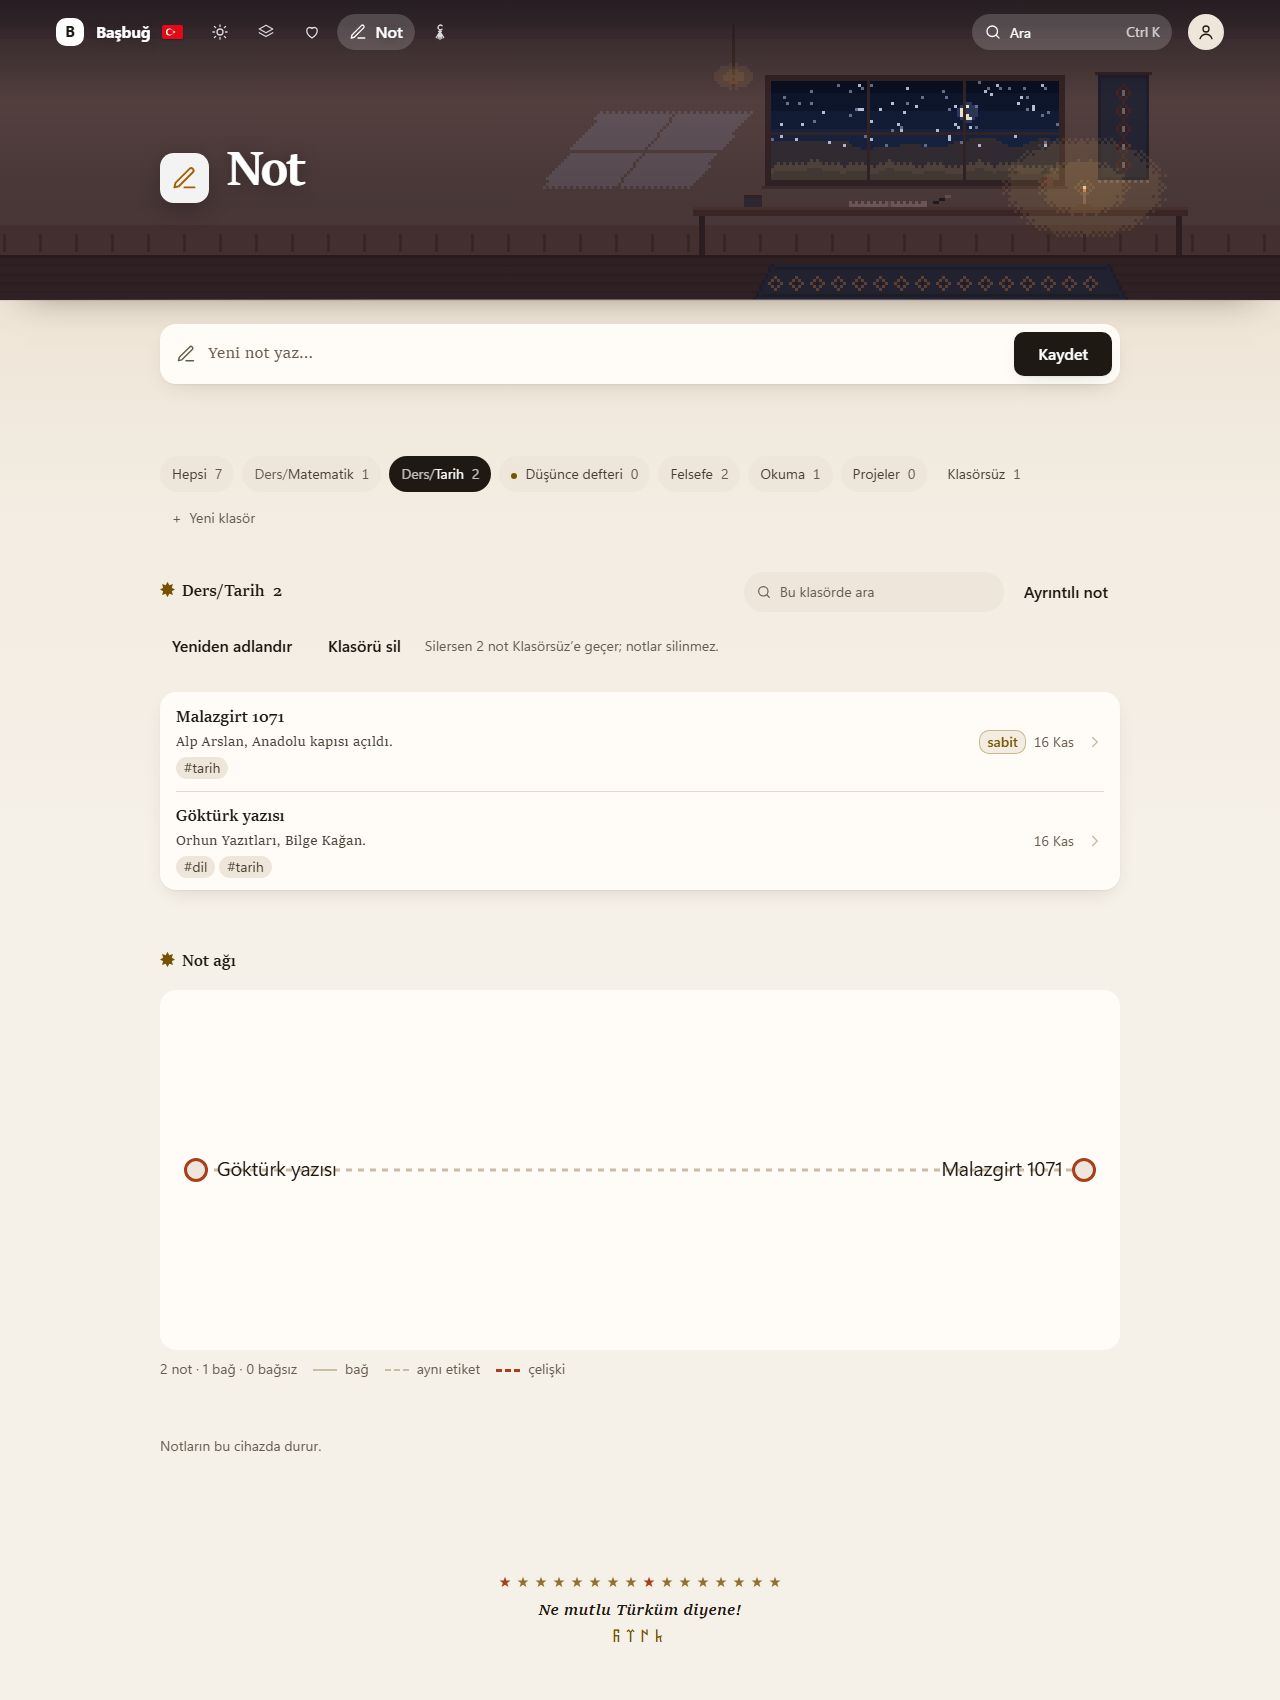 B Başbuğ Not Ara Ctrl K
Not
Yeni not yaz... Kaydet
Hepsi 7 Ders/Matematik 1 Ders/Tarih 2 Düşünce defteri 0 Felsefe 2 Okuma 1 Projeler 0 Klasörsüz 1
+ Yeni klasör
Ders/Tarih 2 Bu klasörde ara Ayrıntılı not
Yeniden adlandır Klasörü sil Silersen 2 not Klasörsüz’e geçer; notlar silinmez.
Malazgirt 1071
Alp Arslan, Anadolu kapısı açıldı.
sabit 16 Kas
#tarih
Göktürk yazısı
Orhun Yazıtları, Bilge Kağan.
16 Kas
#dil #tarih
Not ağı
Göktürk yazısı Malazgirt 1071
2 not · 1 bağ · 0 bağsız bağ aynı etiket çelişki
Notların bu cihazda durur.
Ne mutlu Türküm diyene!